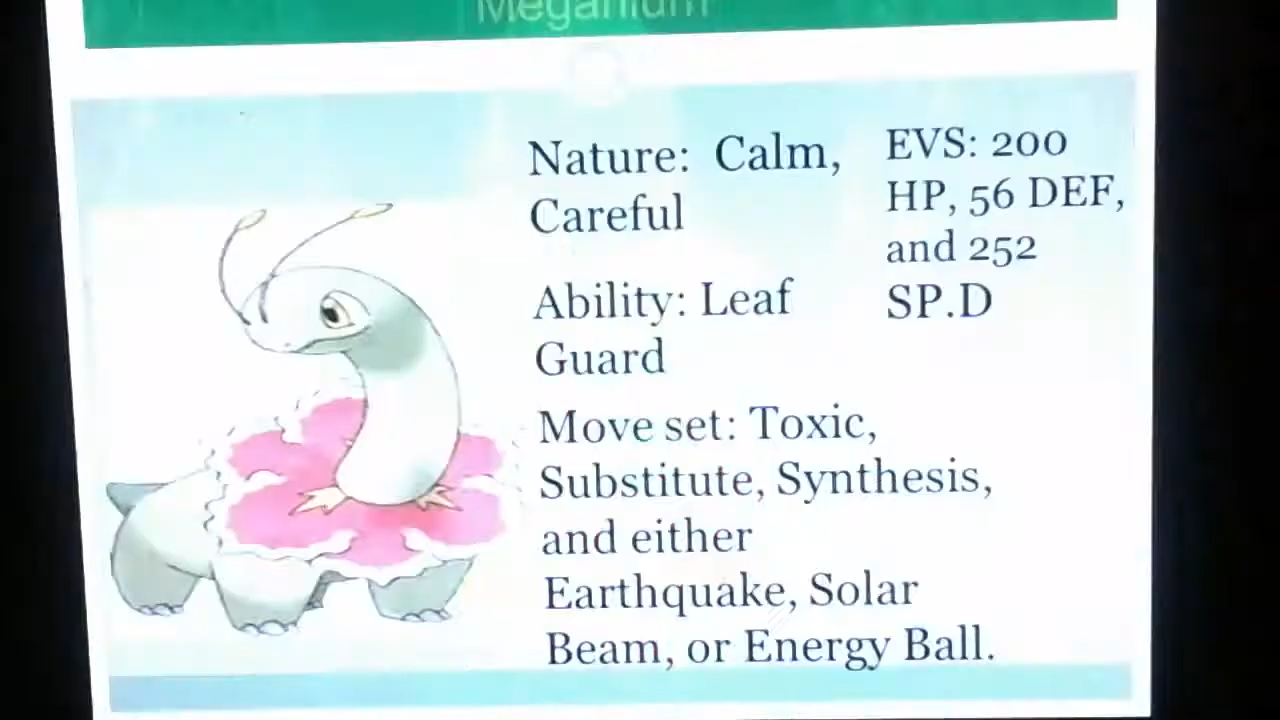 Meganium
Nature: Calm,
Careful
Ability: Leaf
Guard
Move set: Toxic,
Substitute, Synthesis,
and either
Earthquake, Solar
Beam, or Energy Ball.
EVS: 200
HP, 56 DEF,
and 252
SP.D